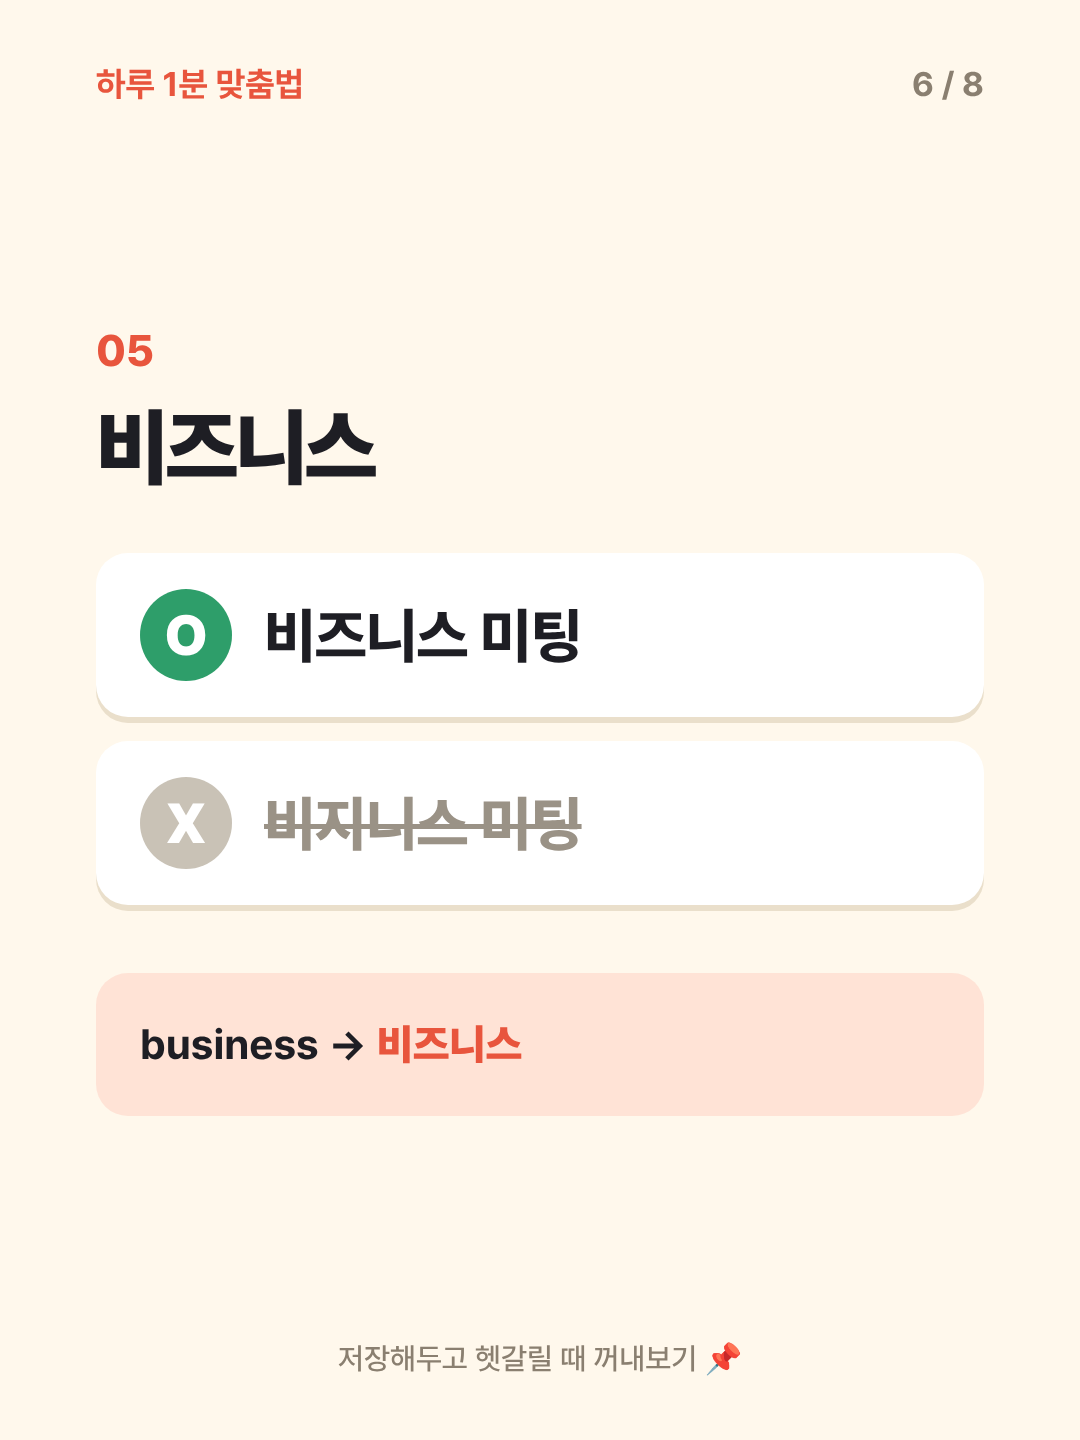 하루 1분 맞춤법
6 / 8
05
비즈니스
O 비즈니스 미팅
X 비지니스 미팅
business → 비즈니스
저장해두고 헷갈릴 때 꺼내보기 📌